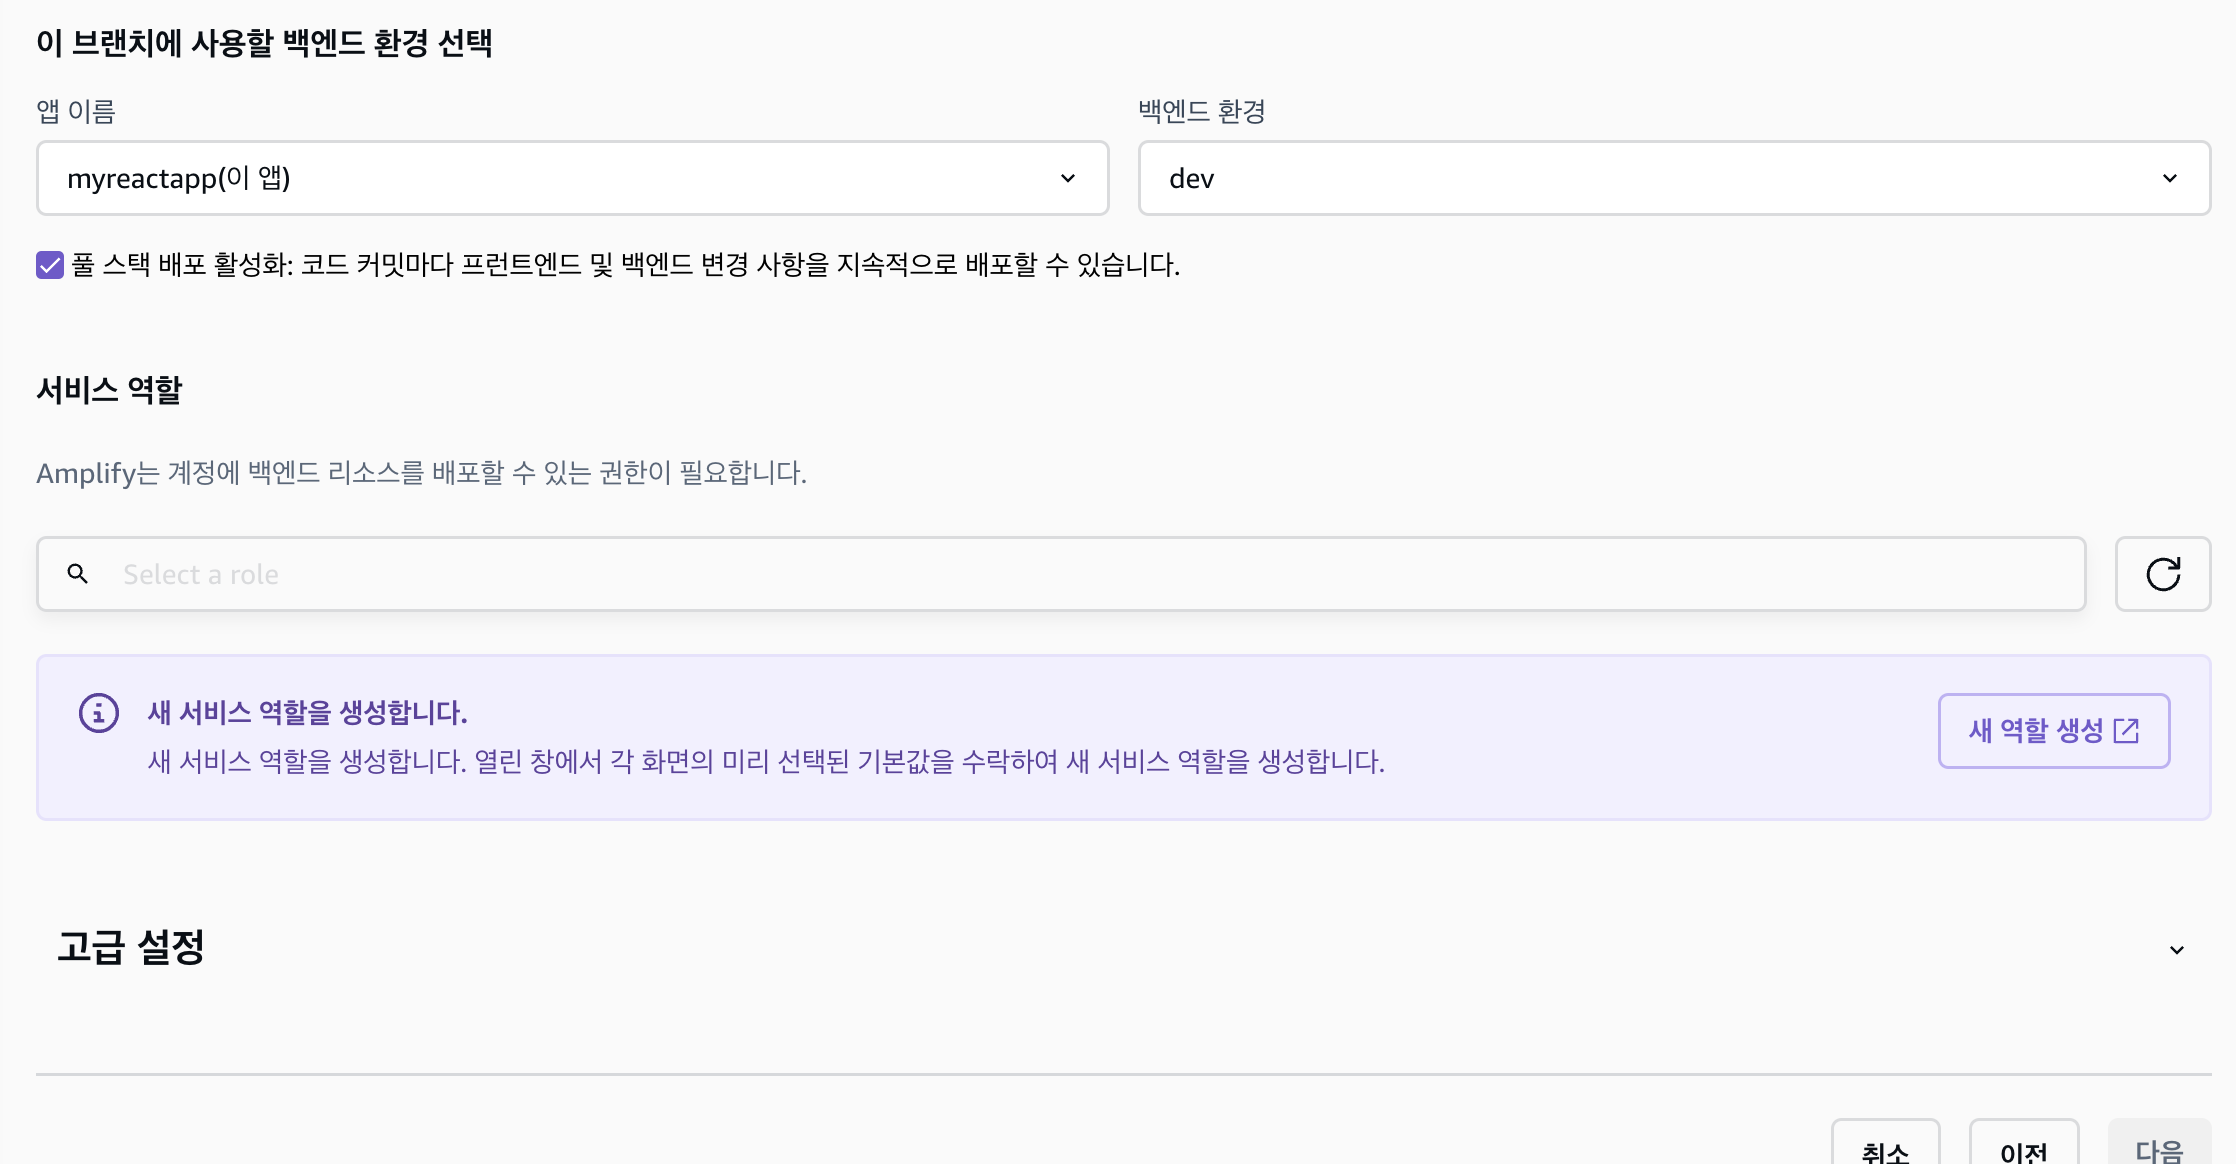 이 브랜치에 사용할 백엔드 환경 선택
앱 이름
백엔드 환경
myreactapp(이 앱)
dev
풀 스택 배포 활성화: 코드 커밋마다 프런트엔드 및 백엔드 변경 사항을 지속적으로 배포할 수 있습니다.
서비스 역할
Amplify는 계정에 백엔드 리소스를 배포할 수 있는 권한이 필요합니다.
Select a role
새 서비스 역할을 생성합니다.
새 서비스 역할을 생성합니다. 열린 창에서 각 화면의 미리 선택된 기본값을 수락하여 새 서비스 역할을 생성합니다.
새 역할 생성
고급 설정
취소
이전
다음